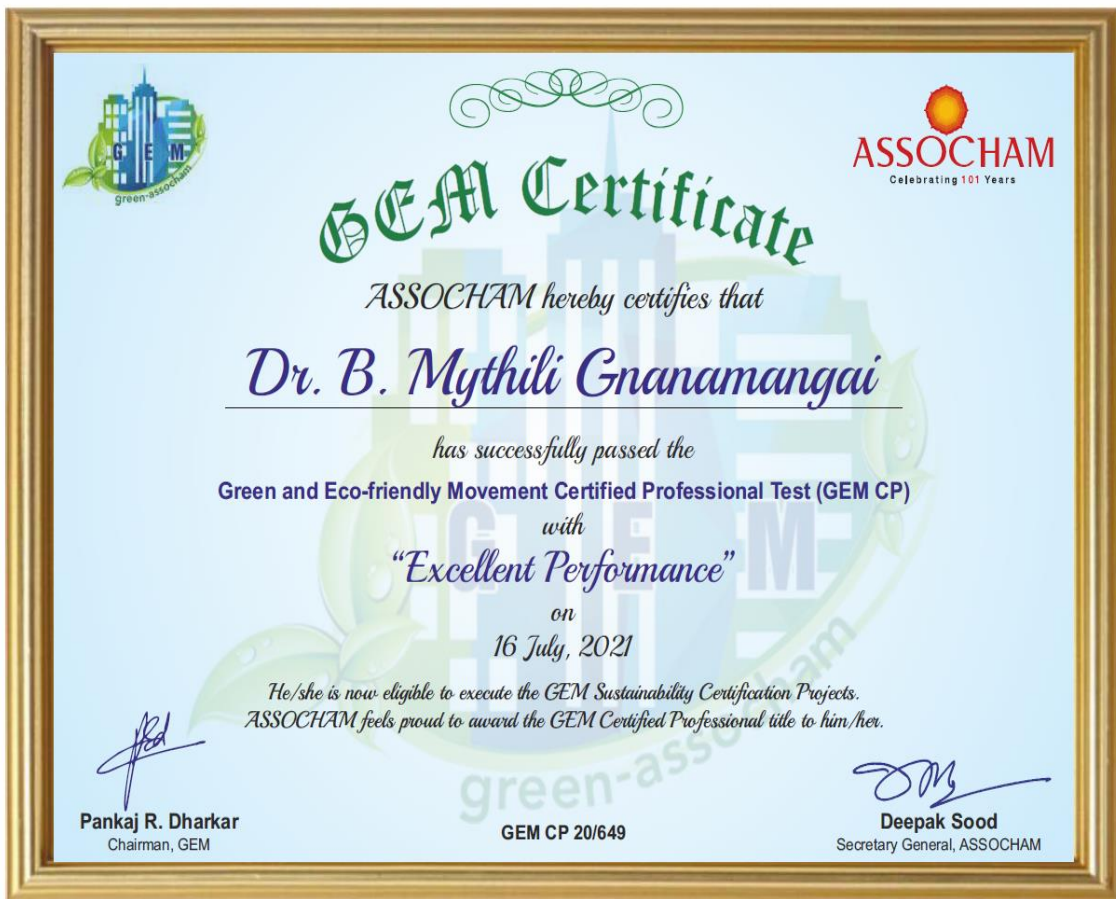 G E M
green-assocham
ASSOCHAM
Celebrating 101 Years
GEM Certificate
ASSOCHAM hereby certifies that
Dr. B. Mythili Gnanamangai
has successfully passed the
Green and Eco-friendly Movement Certified Professional Test (GEM CP)
with
“Excellent Performance”
on
16 July, 2021
He/she is now eligible to execute the GEM Sustainability Certification Projects.
ASSOCHAM feels proud to award the GEM Certified Professional title to him/her.
G E M
green-assocham
Pankaj R. Dharkar
Chairman, GEM
GEM CP 20/649
Deepak Sood
Secretary General, ASSOCHAM